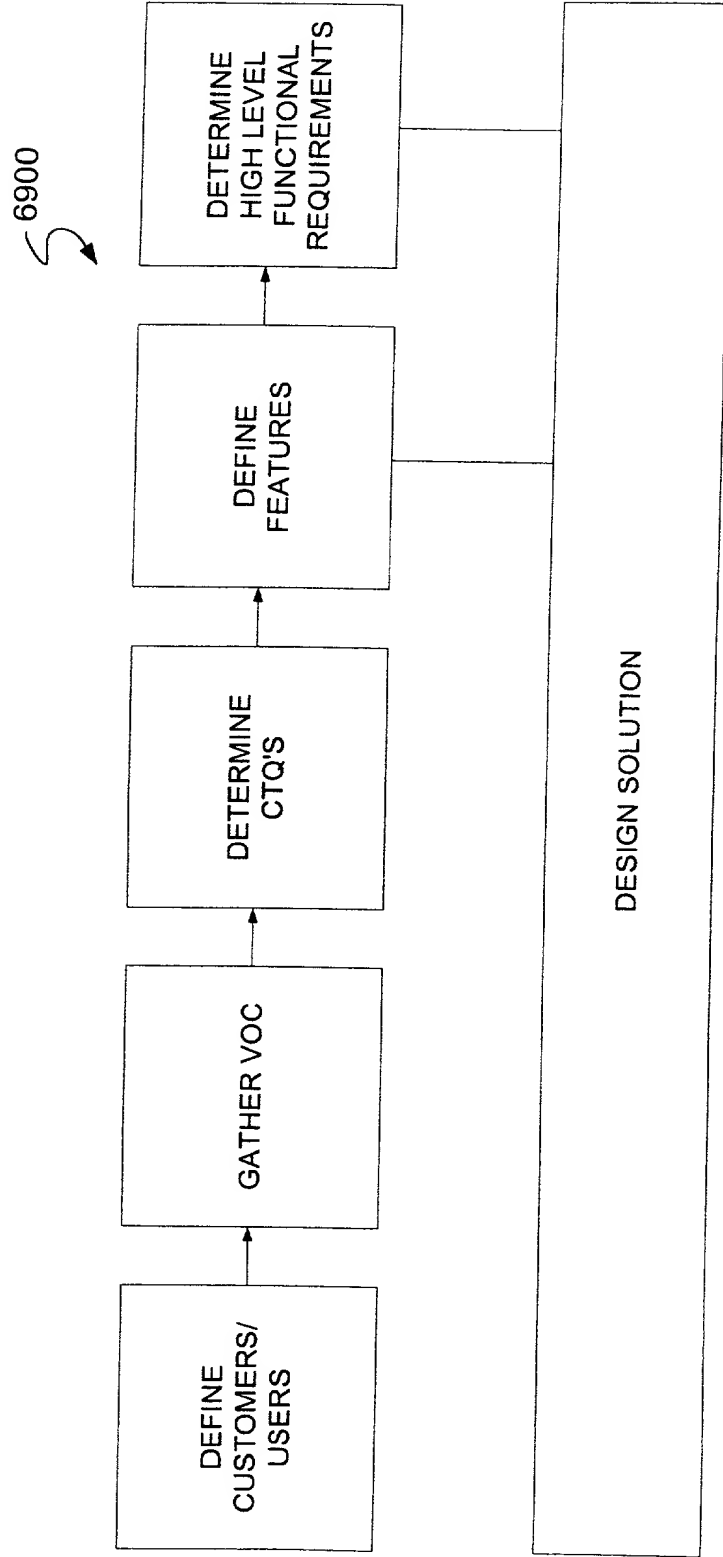 6900
DEFINE
CUSTOMERS/
USERS
GATHER VOC
DETERMINE
CTQ'S
DEFINE
FEATURES
DETERMINE
HIGH LEVEL
FUNCTIONAL
REQUIREMENTS
DESIGN SOLUTION